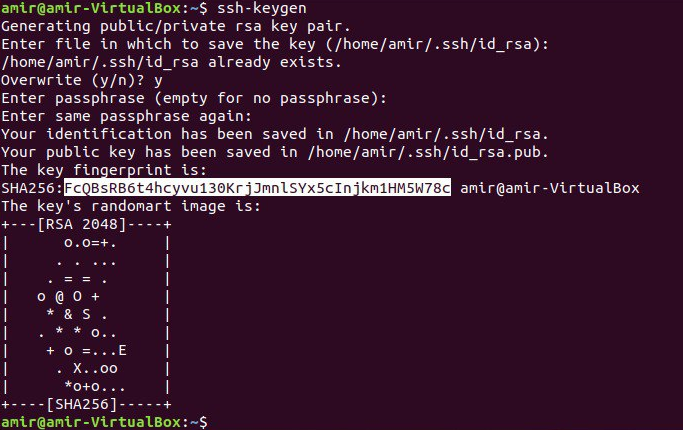 amir@amir-VirtualBox:~$ ssh-keygen
Generating public/private rsa key pair.
Enter file in which to save the key (/home/amir/.ssh/id_rsa):
/home/amir/.ssh/id_rsa already exists.
Overwrite (y/n)? y
Enter passphrase (empty for no passphrase):
Enter same passphrase again:
Your identification has been saved in /home/amir/.ssh/id_rsa.
Your public key has been saved in /home/amir/.ssh/id_rsa.pub.
The key fingerprint is:
SHA256:FcQBsRB6t4hcyvu130KrjJmnlSYx5cInjkm1HM5W78c amir@amir-VirtualBox
The key's randomart image is:
+---[RSA 2048]----+
|      o.o=+.     |
|     . . ...     |
|    . = = .      |
|   o @ O +       |
|    * & S .      |
|   . * * o..     |
|    + o =...E    |
|     . X..oo     |
|      *o+o...    |
+----[SHA256]-----+
amir@amir-VirtualBox:~$